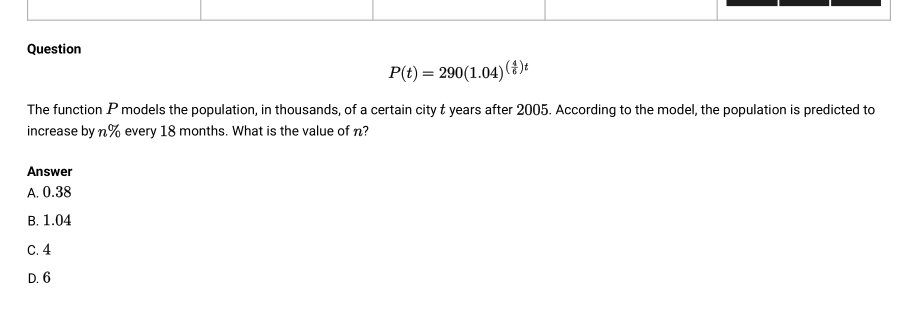 Question
P(t) = 290(1.04)^{(\frac{4}{6})t}
The function P models the population, in thousands, of a certain city t years after 2005. According to the model, the population is predicted to
increase by n% every 18 months. What is the value of n?
Answer
A. 0.38
B. 1.04
C. 4
D. 6